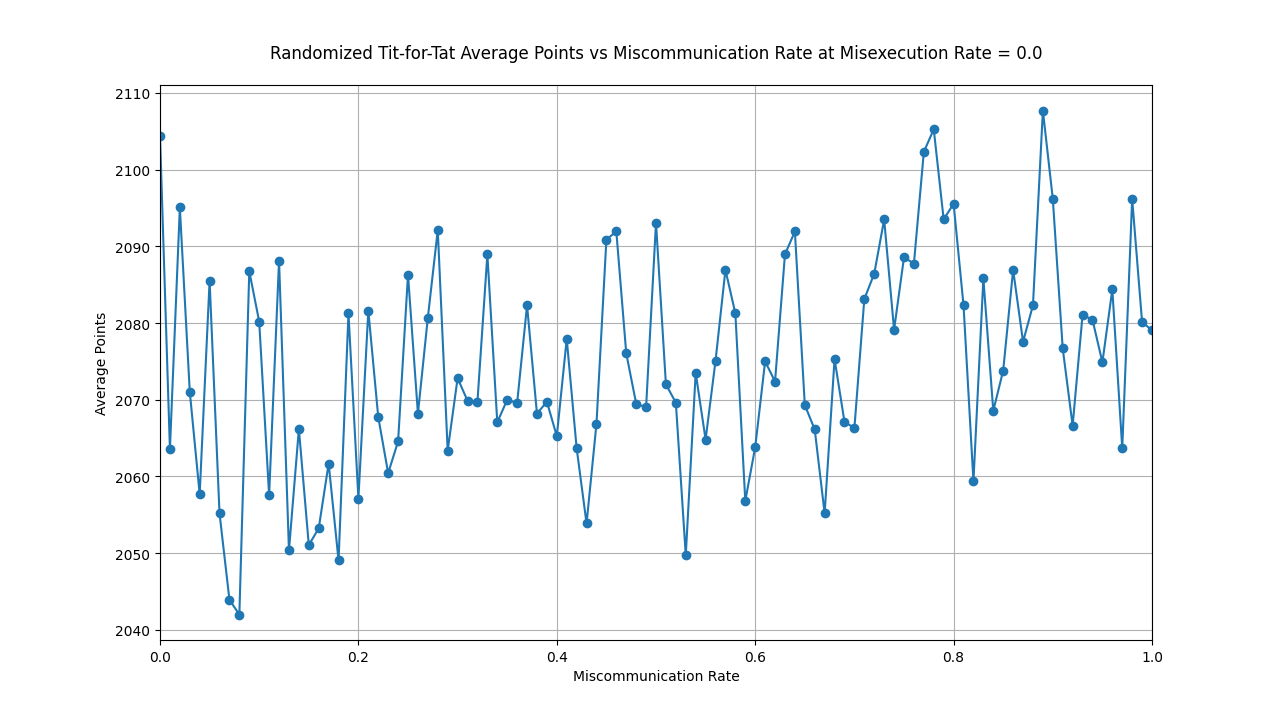 Randomized Tit-for-Tat Average Points vs Miscommunication Rate at Misexecution Rate = 0.0
2110
2100
2090
2080
2070
2060
2050
2040
Average Points
0.0 0.2 0.4 0.6 0.8 1.0
Miscommunication Rate